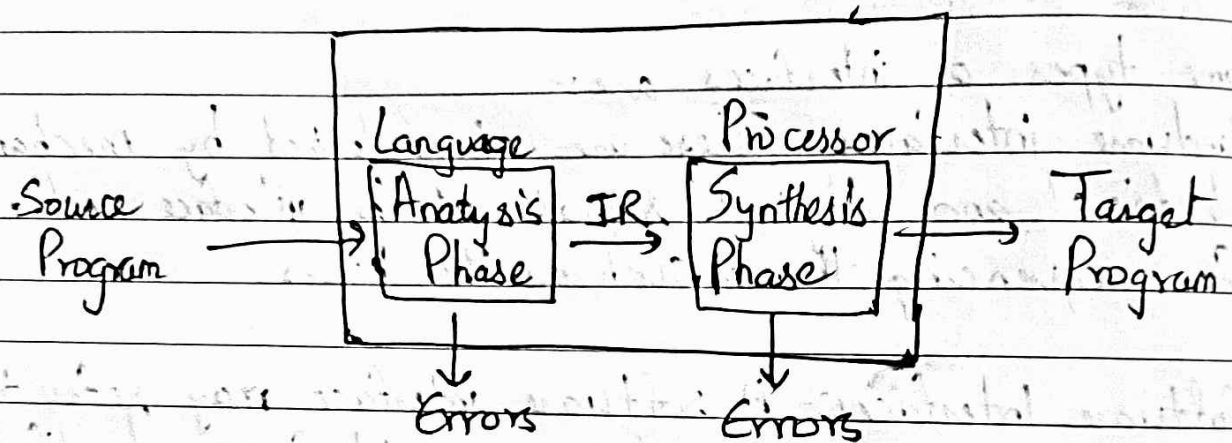 Language Processor
Source Program
Analysis Phase
IR
Synthesis Phase
Target Program
Errors
Errors